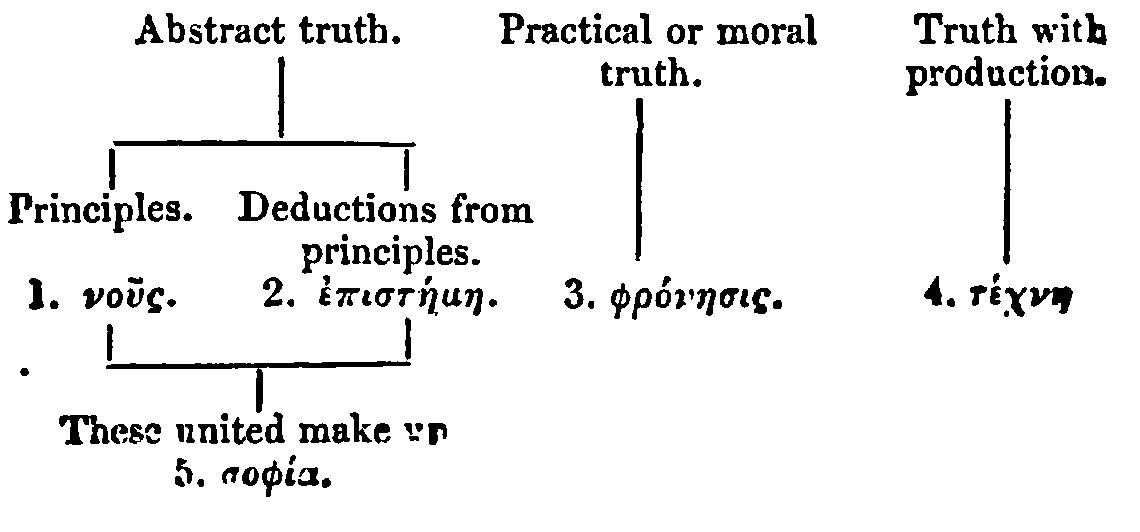 Abstract truth.
Practical or moral
truth.
Truth with
production.
Principles.
Deductions from
principles.
1. νοῦς.
2. ἐπιστήμη.
3. φρόνησις.
4. τέχνη
These united make up
5. σοφία.